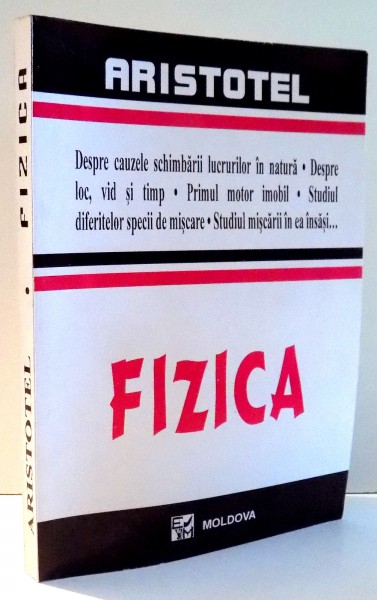 ARISTOTEL
Despre cauzele schimbării lucrurilor în natură • Despre
loc, vid și timp • Primul motor imobil • Studiul
diferitelor specii de mișcare • Studiul mișcării în ea însăși...
FIZICA
MOLDOVA
ARISTOTEL • FIZICA